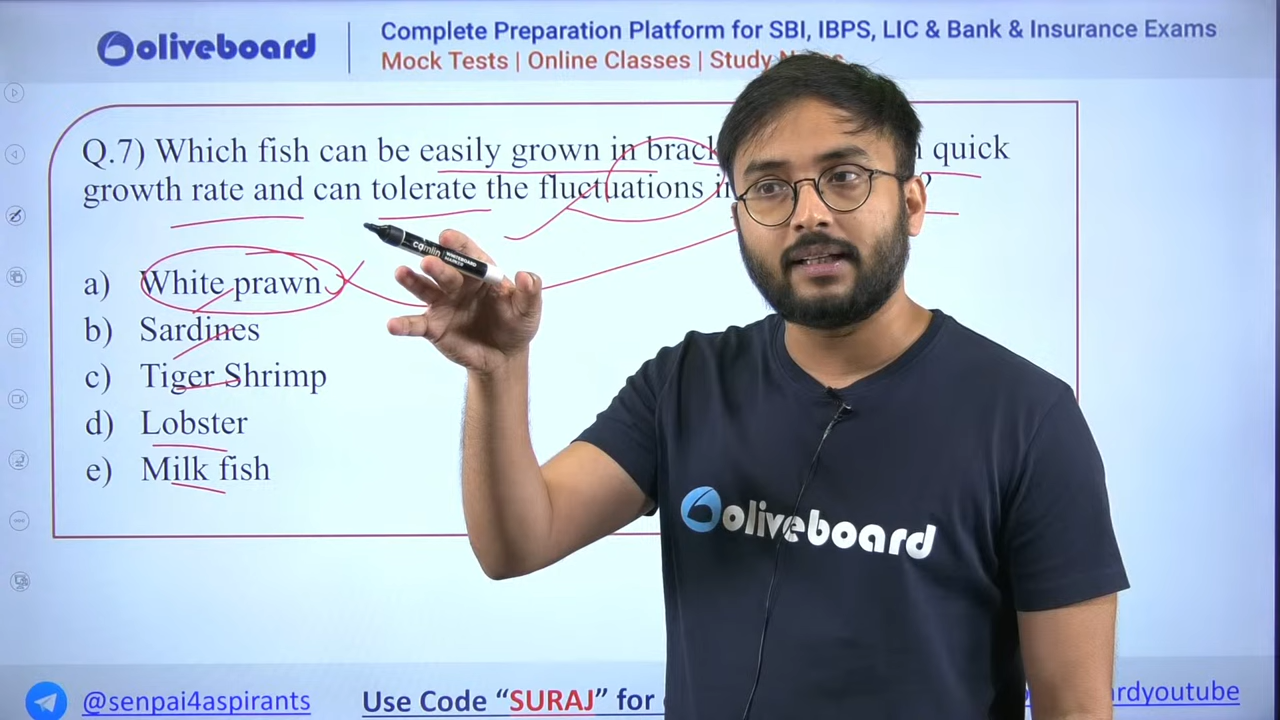 oliveboard
Complete Preparation Platform for SBI, IBPS, LIC & Bank & Insurance Exams
Mock Tests | Online Classes | Study
Q.7) Which fish can be easily grown in quick
growth rate and can tolerate the fluctuations ?
a) White prawn
b) Sardines
c) Tiger Shrimp
d) Lobster
e) Milk fish
camlin
oliveboard
@senpai4aspirants
Use Code “SURAJ” for
ardyoutube